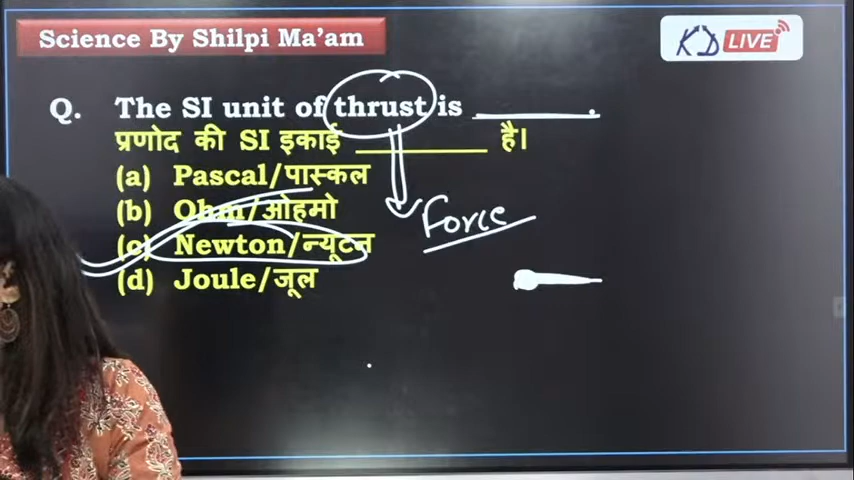 Science By Shilpi Ma'am
KD LIVE
Q. The SI unit of thrust is ________.
प्रणोद की SI इकाई ________ है।
(a) Pascal/पास्कल
(b) Ohm/ओहमो
Force
(c) Newton/न्यूटन
(d) Joule/जूल